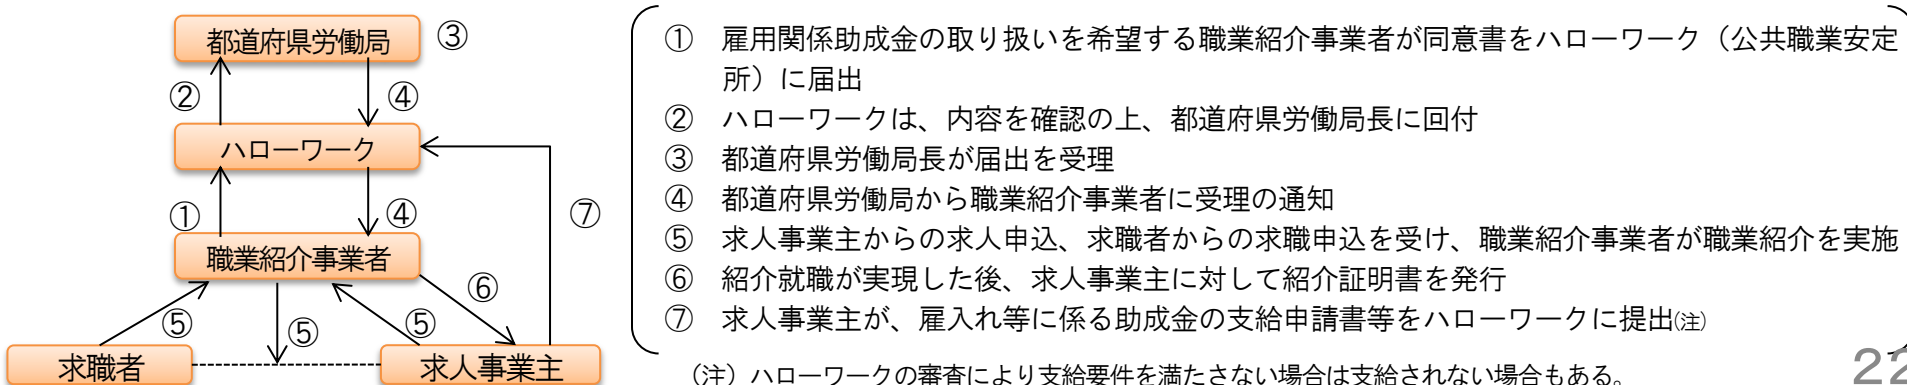 都道府県労働局
③
②
④
ハローワーク
①
④
⑦
職業紹介事業者
⑥
⑤
⑤
⑤
求職者
求人事業主
① 雇用関係助成金の取り扱いを希望する職業紹介事業者が同意書をハローワーク（公共職業安定
所）に届出
② ハローワークは、内容を確認の上、都道府県労働局長に回付
③ 都道府県労働局長が届出を受理
④ 都道府県労働局から職業紹介事業者に受理の通知
⑤ 求人事業主からの求人申込、求職者からの求職申込を受け、職業紹介事業者が職業紹介を実施
⑥ 紹介就職が実現した後、求人事業主に対して紹介証明書を発行
⑦ 求人事業主が、雇入れ等に係る助成金の支給申請書等をハローワークに提出(注)
（注）ハローワークの審査により支給要件を満たさない場合は支給されない場合もある。
22